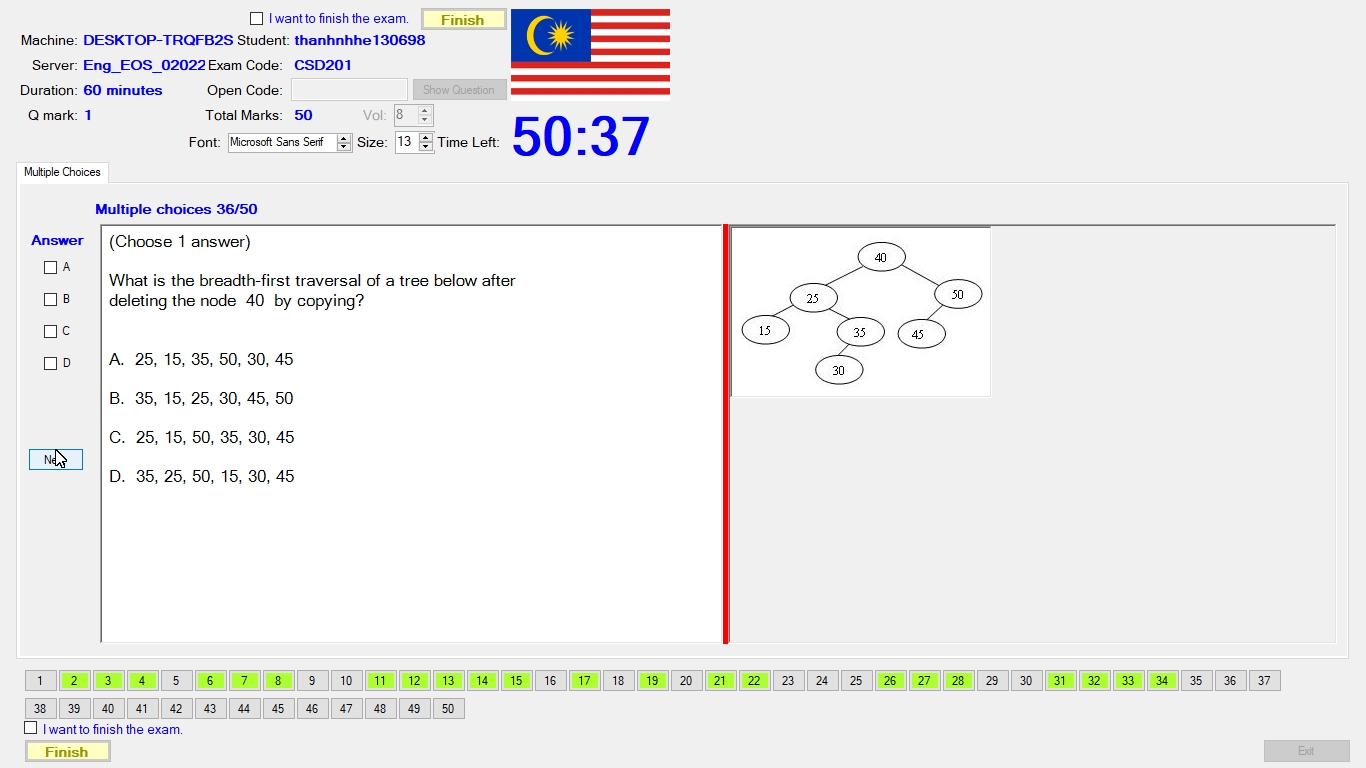 I want to finish the exam. Finish
Machine: DESKTOP-TRQFB2S Student: thanhnhhe130698
Server: Eng_EOS_02022 Exam Code: CSD201
Duration: 60 minutes Open Code: Show Question
Q mark: 1 Total Marks: 50 Vol: 8
Font: Microsoft Sans Serif Size: 13 Time Left: 50:37
Multiple Choices
Multiple choices 36/50
Answer
A
B
C
D
(Choose 1 answer)
What is the breadth-first traversal of a tree below after
deleting the node 40 by copying?
A. 25, 15, 35, 50, 30, 45
B. 35, 15, 25, 30, 45, 50
C. 25, 15, 50, 35, 30, 45
D. 35, 25, 50, 15, 30, 45
40
25 50
15 35 45
30
1 2 3 4 5 6 7 8 9 10 11 12 13 14 15 16 17 18 19 20 21 22 23 24 25 26 27 28 29 30 31 32 33 34 35 36 37
38 39 40 41 42 43 44 45 46 47 48 49 50
I want to finish the exam.
Finish
Exit